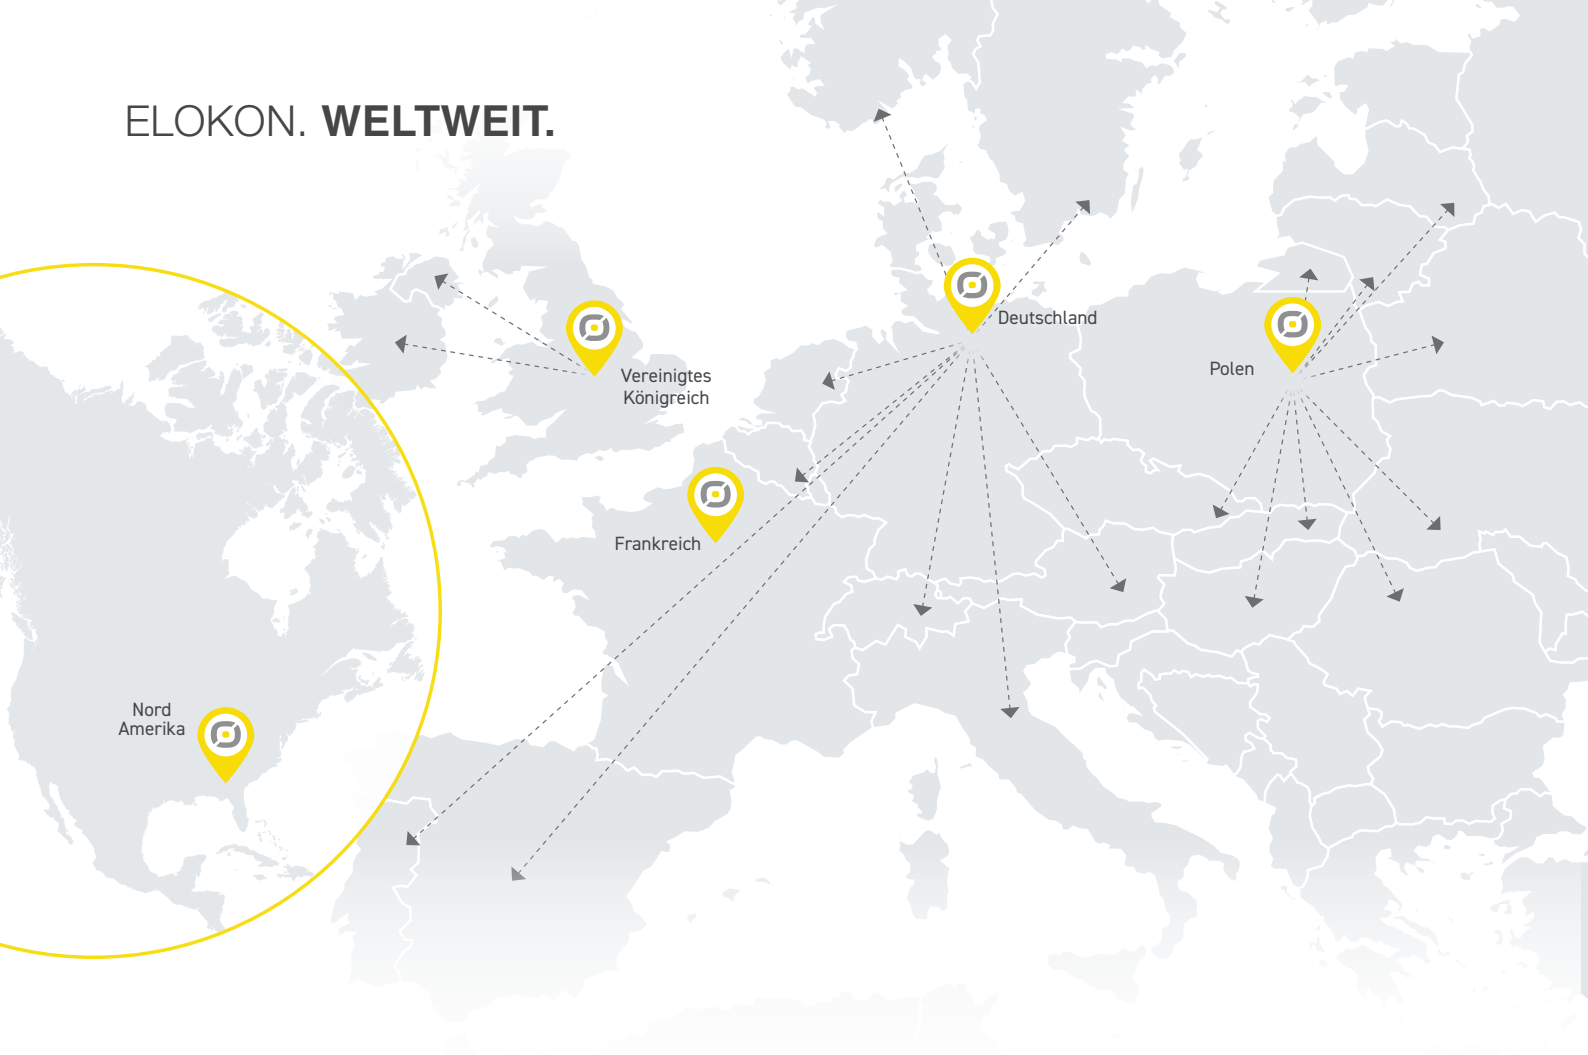 ELOKON. WELTWEIT.
Deutschland
Polen
Vereinigtes
Königreich
Frankreich
Nord
Amerika